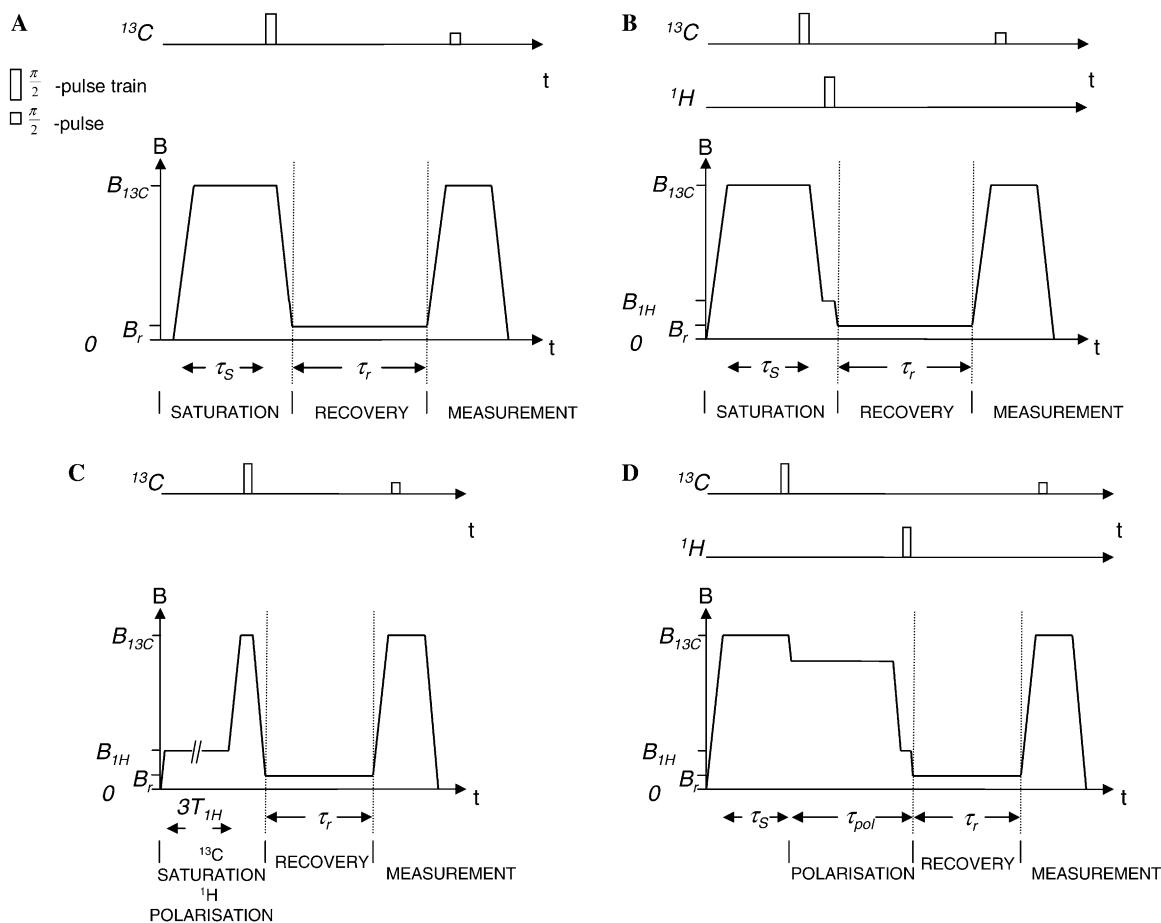 A
¹³C
t
π/2 -pulse train
π/2 -pulse
B
B₁₃C
Bᵣ
0
t
τS
τr
SATURATION
RECOVERY
MEASUREMENT
B
¹³C
t
¹H
B
B₁₃C
B₁H
Bᵣ
0
t
τS
τr
SATURATION
RECOVERY
MEASUREMENT
C
¹³C
t
B
B₁₃C
B₁H
Bᵣ
0
t
3T₁H
τr
¹³C
SATURATION
¹H
POLARISATION
RECOVERY
MEASUREMENT
D
¹³C
t
¹H
B
B₁₃C
B₁H
Bᵣ
0
t
τS
τpol
τr
POLARISATION
RECOVERY
MEASUREMENT